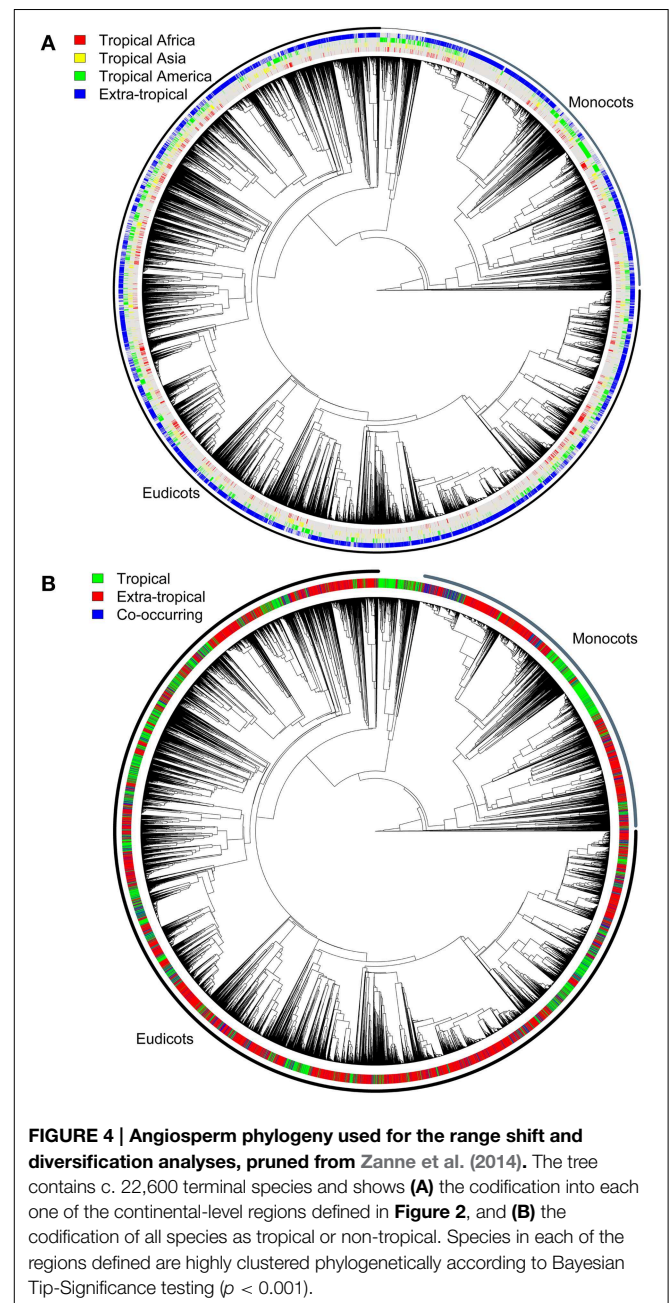 A
Tropical Africa
Tropical Asia
Tropical America
Extra-tropical
Monocots
Eudicots
B
Tropical
Extra-tropical
Co-occurring
Monocots
Eudicots
FIGURE 4 | Angiosperm phylogeny used for the range shift and
diversification analyses, pruned from Zanne et al. (2014). The tree
contains c. 22,600 terminal species and shows (A) the codification into each
one of the continental-level regions defined in Figure 2, and (B) the
codification of all species as tropical or non-tropical. Species in each of the
regions defined are highly clustered phylogenetically according to Bayesian
Tip-Significance testing (p < 0.001).